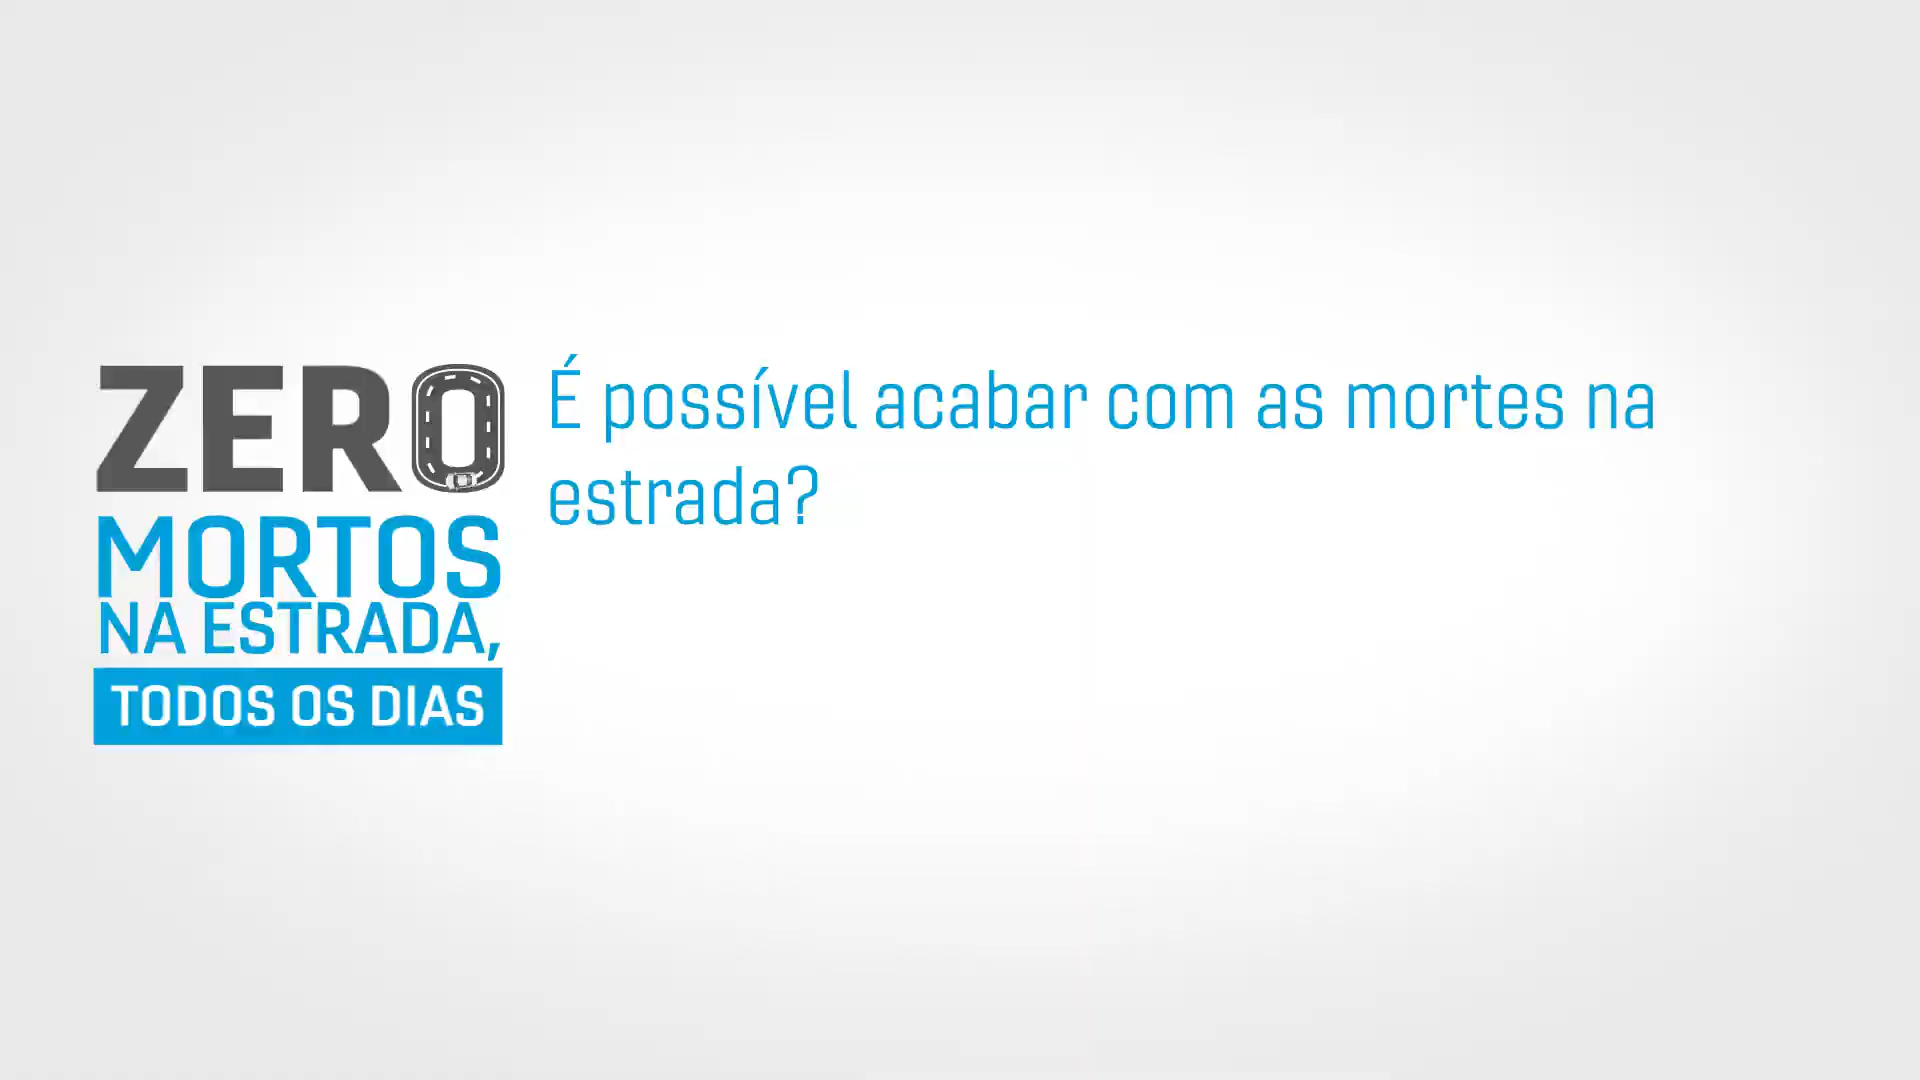 ZERO
MORTOS
NA ESTRADA,
TODOS OS DIAS
É possível acabar com as mortes na
estrada?